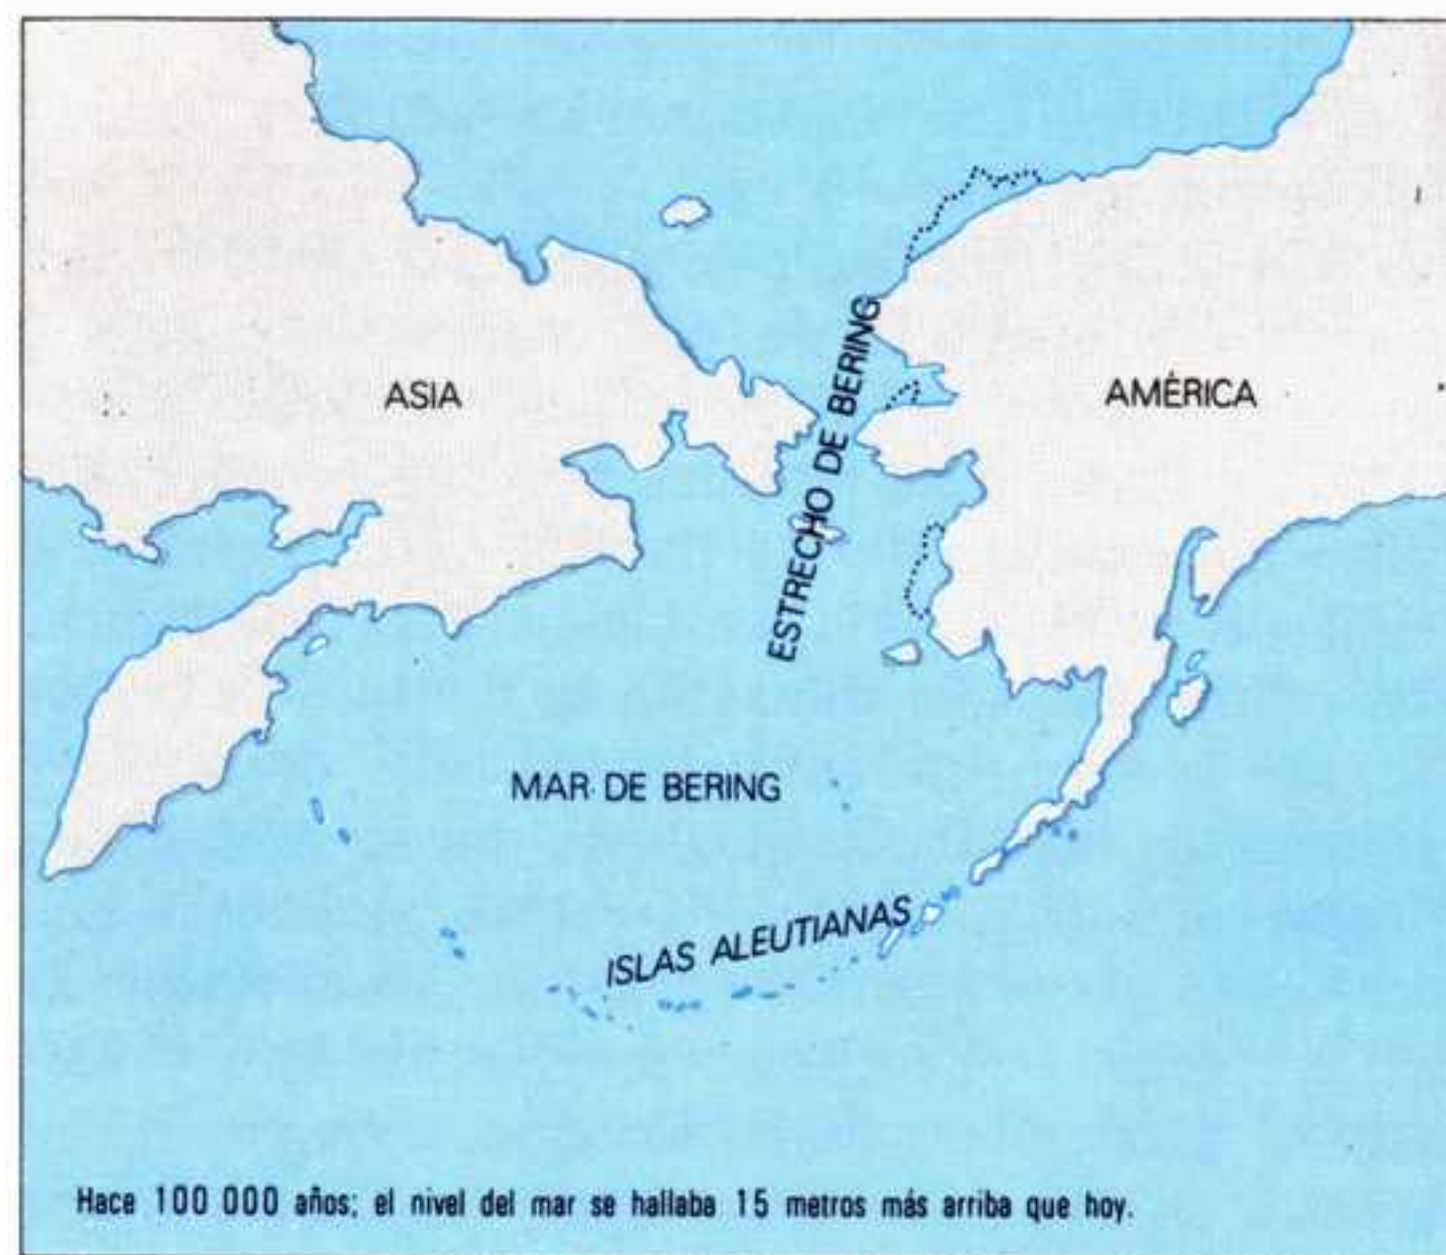 ASIA
AMÉRICA
ESTRECHO DE BERING
MAR DE BERING
ISLAS ALEUTIANAS
Hace 100 000 años; el nivel del mar se hallaba 15 metros más arriba que hoy.